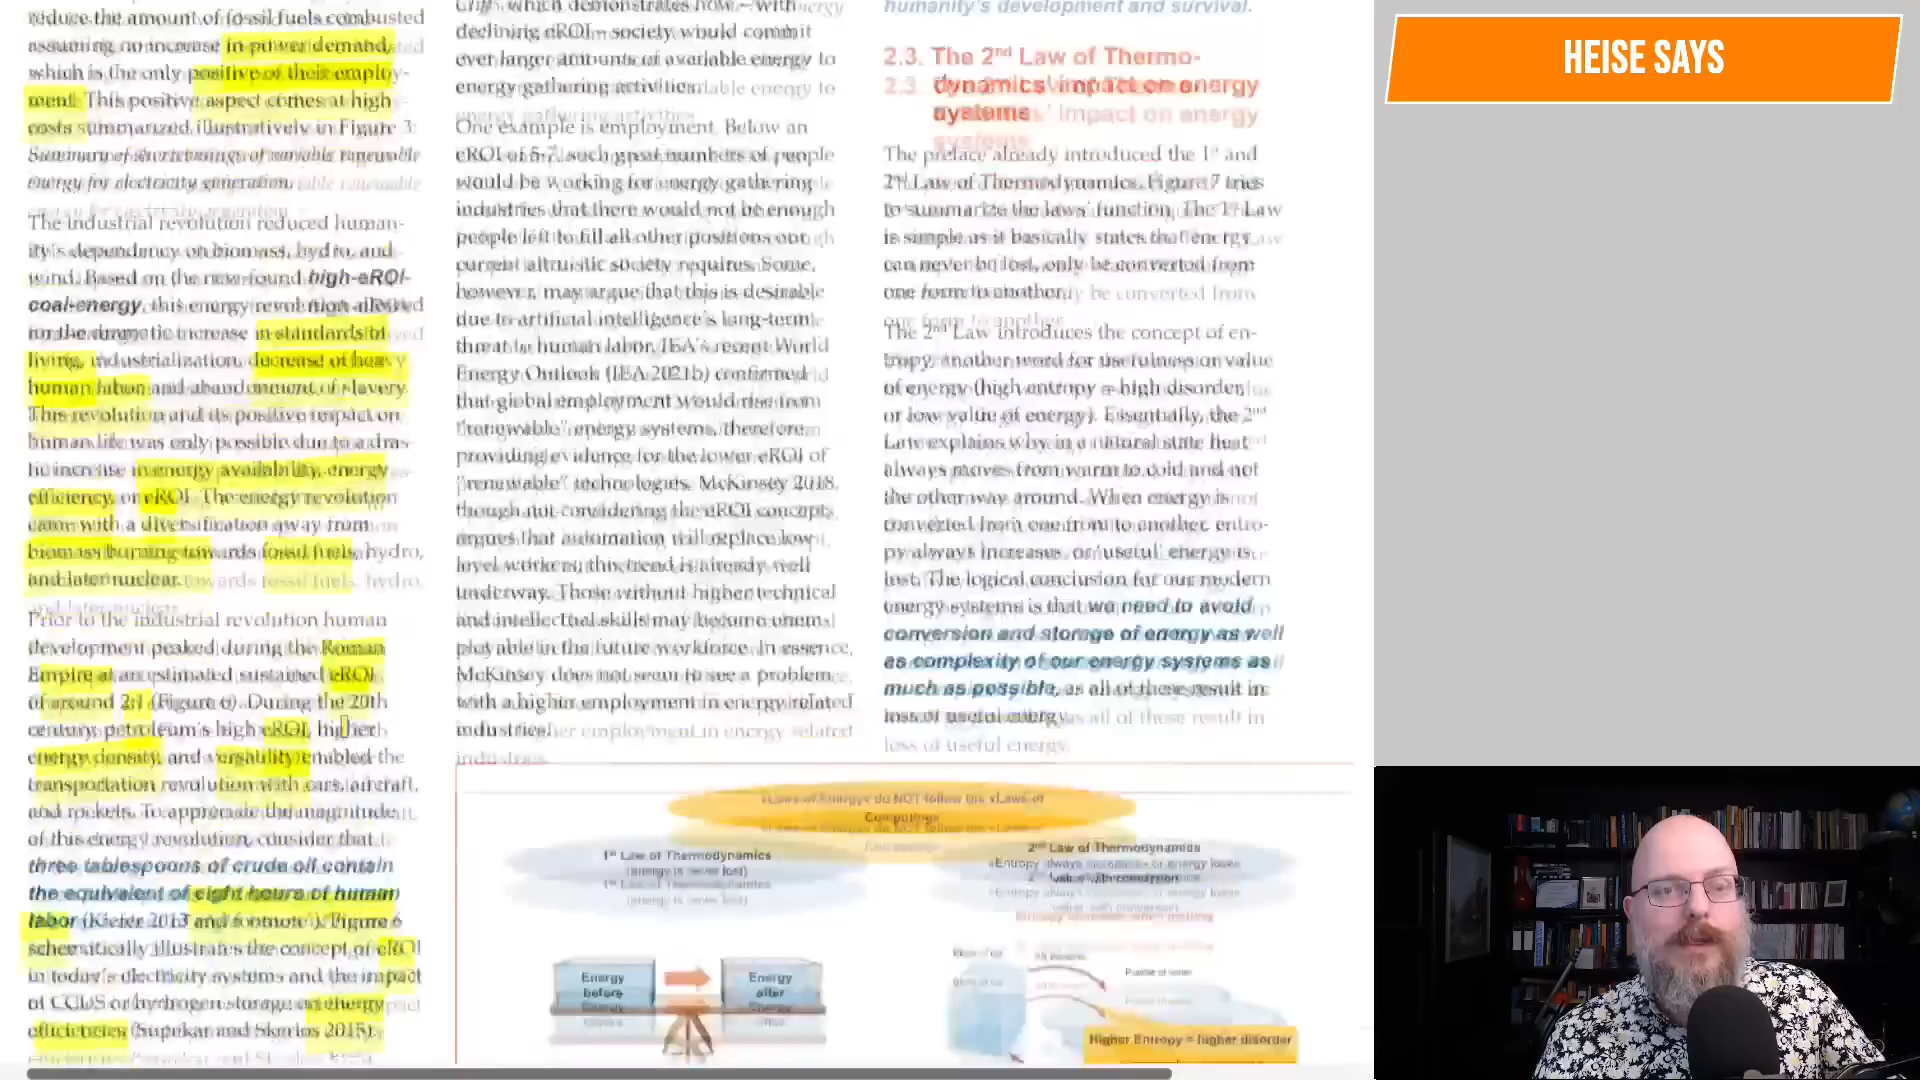 reduce the amount of fossil fuels combusted
assuming no increase in power demand,
which is the only positive of their employ-
ment. This positive aspect comes at high
costs summarized illustratively in Figure 3:
Summary of shortcomings of variable renewable
energy for electricity generation.
The industrial revolution reduced human-
ity's dependency on biomass, hydro, and
wind. Based on the new-found high-eROI-
coal-energy, this energy revolution allowed
for the dramatic increase in standards of
living, industrialization, decrease of heavy
human labor and abandonment of slavery.
This revolution and its positive impact on
human life was only possible due to a dras-
tic increase in energy availability, energy
efficiency, or eROI. The energy revolution
came with a diversification away from
biomass burning towards fossil fuels, hydro,
and later nuclear.
Prior to the industrial revolution human
development peaked during the Roman
Empire at an estimated sustained eROI
of around 2:1 (Figure 6). During the 20th
century, petroleum's high eROI, higher
energy density, and versatility enabled the
transportation revolution with cars, aircraft,
and rockets. To appreciate the magnitude
of this energy revolution, consider that
three tablespoons of crude oil contain
the equivalent of eight hours of human
labor (Kiefer 2013 and footnote ). Figure 6
schematically illustrates the concept of eROI
in today's electricity systems and the impact
of CCUS or hydrogen storage on energy
efficiencies (Supekar and Skerlos 2015).
Cliff, which demonstrates how – with
declining eROI – society would commit
ever larger amounts of available energy to
energy gathering activities.
One example is employment. Below an
eROI of 5-7, such great numbers of people
would be working for energy gathering
industries that there would not be enough
people left to fill all other positions our
current altruistic society requires. Some,
however, may argue that this is desirable
due to artificial intelligence's long-term
threat to human labor. IEA's recent World
Energy Outlook (IEA 2021b) confirmed
that global employment would rise from
"renewable" energy systems, therefore
providing evidence for the lower eROI of
"renewable" technologies. McKinsey 2018,
though not considering the eROI concept,
argues that automation will replace low
level workers; this trend is already well
underway. Those without higher technical
and intellectual skills may become unem-
ployable in the future workforce. In essence,
McKinsey does not seem to see a problem
with a higher employment in energy related
industries.
humanity's development and survival.
2.3. The 2nd Law of Thermo-
dynamics' impact on energy
systems
The preface already introduced the 1st and
2nd Law of Thermodynamics. Figure 7 tries
to summarize the laws' function. The 1st Law
is simple as it basically states that energy
can never be lost, only be converted from
one form to another.
The 2nd Law introduces the concept of en-
tropy, another word for usefulness or value
of energy (high entropy = high disorder
or low value of energy). Essentially, the 2nd
Law explains why in a natural state heat
always moves from warm to cold and not
the other way around. When energy is
converted from one from to another, entro-
py always increases, or 'useful' energy is
lost. The logical conclusion for our modern
energy systems is that we need to avoid
conversion and storage of energy as well
as complexity of our energy systems as
much as possible, as all of these result in
loss of useful energy.
«Laws of Energy» do NOT follow the «Laws of
Computing»
1st Law of Thermodynamics
(energy is never lost)
2nd Law of Thermodynamics
Energy
before
Energy
after
Higher Entropy = higher disorder
HEISE SAYS